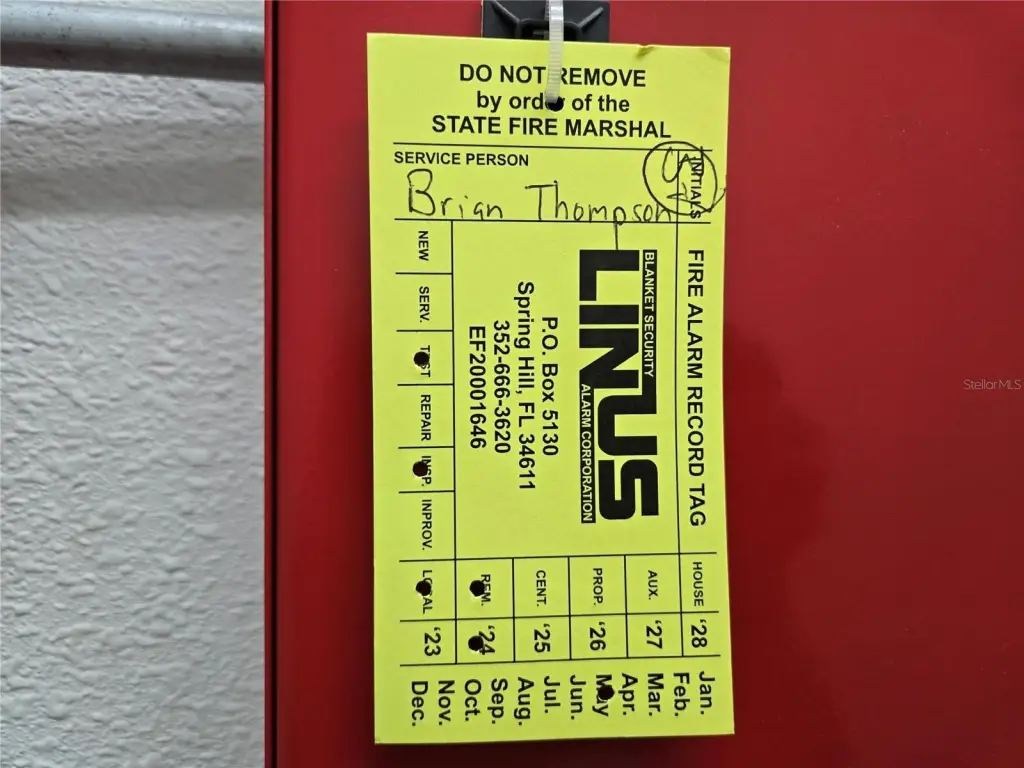 DO NOT REMOVE
by order of the
STATE FIRE MARSHAL
SERVICE PERSON
INITIALS
Brian Thompson
FIRE ALARM RECORD TAG
BLANKET SECURITY
LINUS
ALARM CORPORATION
P.O. Box 5130
Spring Hill, FL 34611
352-666-3620
EF20001646
NEW
SERV.
TEST
REPAIR
INSP.
INPROV.
LOCAL
REM.
CENT.
PROP.
AUX.
HOUSE
'23
'24
'25
'26
'27
'28
Jan.
Feb.
Mar.
Apr.
May
Jun.
Jul.
Aug.
Sep.
Oct.
Nov.
Dec.
StellarMLS